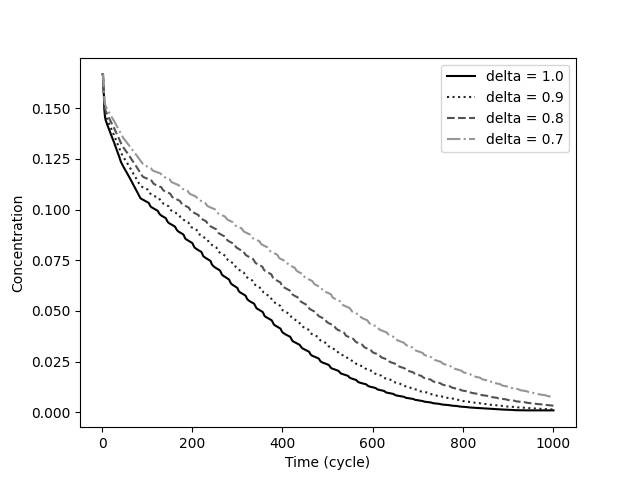 delta = 1.0
delta = 0.9
delta = 0.8
delta = 0.7
Concentration
0.150
0.125
0.100
0.075
0.050
0.025
0.000
0 200 400 600 800 1000
Time (cycle)